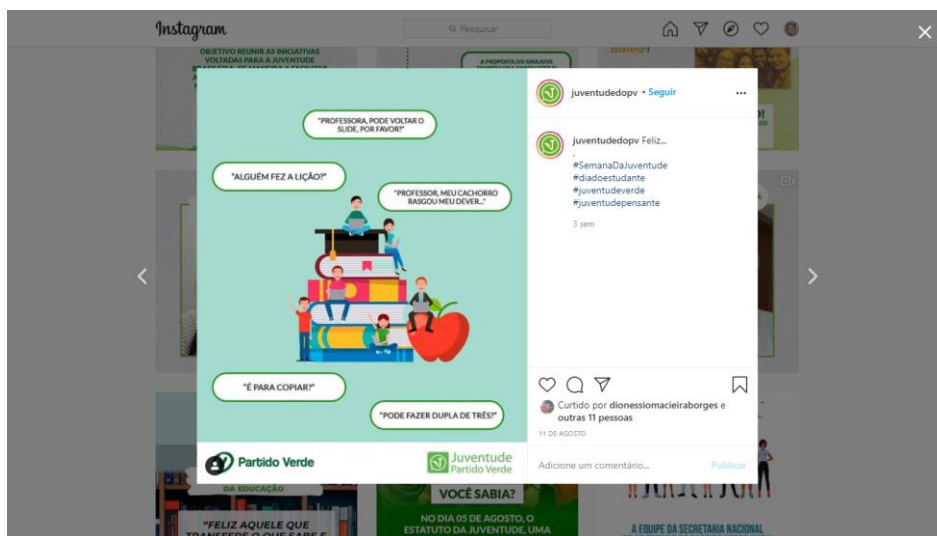 Instagram
Pesquisar
OBJETIVO REUNIR AS INICIATIVAS
VOLTADAS PARA A JUVENTUDE
A PROPOSTA DO SINAJUVE
ESTATUTO
"PROFESSORA, PODE VOLTAR O
SLIDE, POR FAVOR?"
"ALGUÉM FEZ A LIÇÃO?"
"PROFESSOR, MEU CACHORRO
RASGOU MEU DEVER..."
"É PARA COPIAR?"
"PODE FAZER DUPLA DE TRÊS?"
Partido Verde
Juventude
Partido Verde
juventudedopv • Seguir
juventudedopv Feliz...
.
#SemanaDaJuventude
#diadoestudante
#juventudeverde
#juventudepensante
3 sem
Curtido por dionessiomacieiraborges e
outras 11 pessoas
11 DE AGOSTO
Adicione um comentário...
Publicar
DA EDUCAÇÃO
"FELIZ AQUELE QUE
TRANSFERE O QUE SABE E
VOCÊ SABIA?
NO DIA 05 DE AGOSTO, O
ESTATUTO DA JUVENTUDE, UMA
A EQUIPE DA SECRETARIA NACIONAL